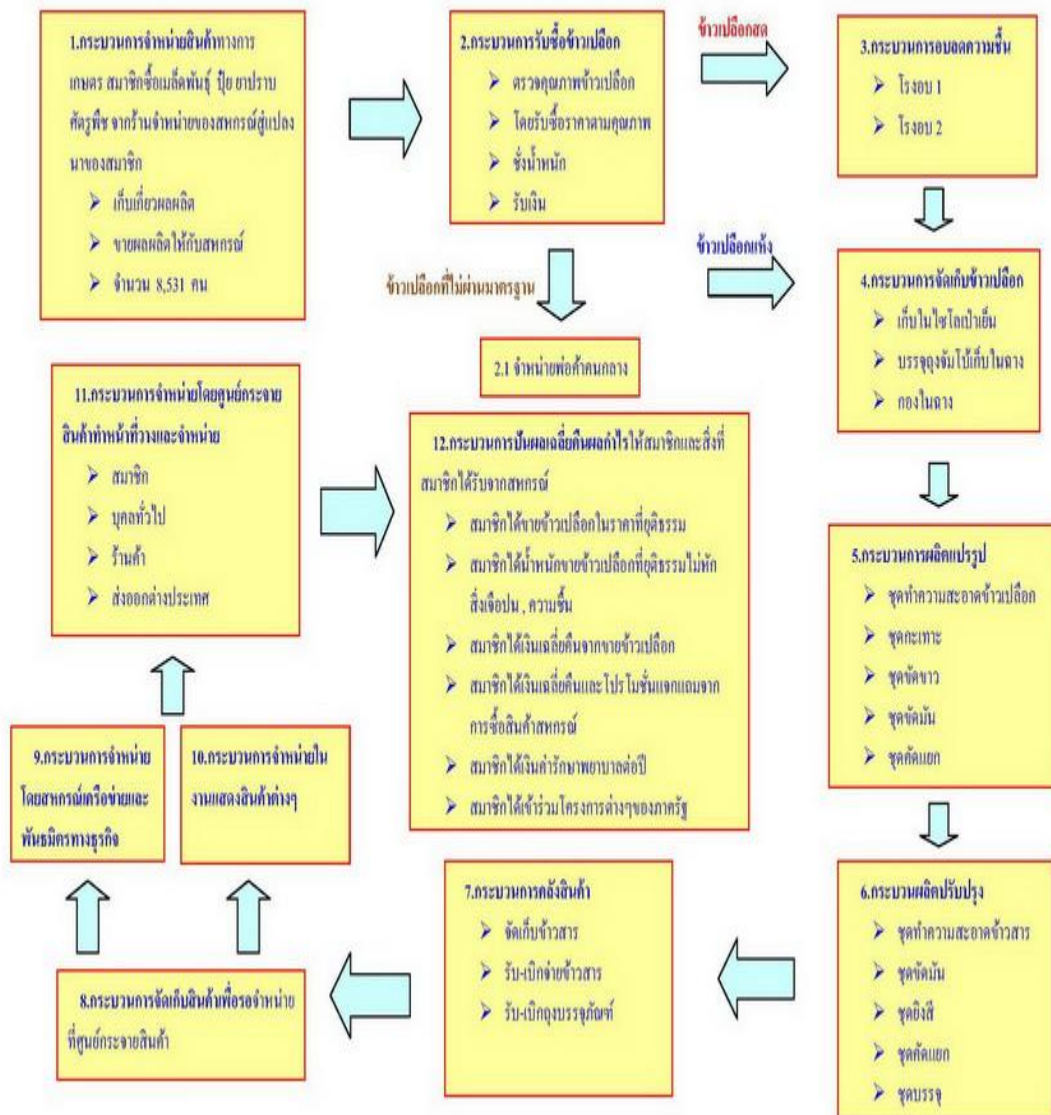 1.กระบวนการจำหน่ายสินค้าทางการ
เกษตร สมาชิกซื้อเมล็ดพันธุ์ ปุ๋ย ยาปราบ
ศัตรูพืช จากร้านจำหน่ายของสหกรณ์สู่แปลง
นาของสมาชิก
➢ เก็บเกี่ยวผลผลิต
➢ ขายผลผลิตให้กับสหกรณ์
➢ จำนวน 8,531 คน
2.กระบวนการรับซื้อข้าวเปลือก
➢ ตรวจคุณภาพข้าวเปลือก
➢ โดยรับซื้อราคาตามคุณภาพ
➢ ชั่งน้ำหนัก
➢ รับเงิน
ข้าวเปลือกสด
3.กระบวนการอบลดความชื้น
➢ โรงอบ 1
➢ โรงอบ 2
ข้าวเปลือกที่ไม่ผ่านมาตรฐาน
ข้าวเปลือกแห้ง
2.1 จำหน่ายพ่อค้าคนกลาง
4.กระบวนการจัดเก็บข้าวเปลือก
➢ เก็บในไซโลเป่าเย็น
➢ บรรจุถุงจัมโบ้เก็บในฉาง
➢ กองในฉาง
5.กระบวนการผลิตแปรรูป
➢ ชุดทำความสะอาดข้าวเปลือก
➢ ชุดกะเทาะ
➢ ชุดขัดขาว
➢ ชุดขัดมัน
➢ ชุดคัดแยก
6.กระบวนผลิตปรับปรุง
➢ ชุดทำความสะอาดข้าวสาร
➢ ชุดขัดมัน
➢ ชุดยิงสี
➢ ชุดคัดแยก
➢ ชุดบรรจุ
7.กระบวนการคลังสินค้า
➢ จัดเก็บข้าวสาร
➢ รับ-เบิกจ่ายข้าวสาร
➢ รับ-เบิกถุงบรรจุภัณฑ์
8.กระบวนการจัดเก็บสินค้าเพื่อรอจำหน่าย
ที่ศูนย์กระจายสินค้า
9.กระบวนการจำหน่าย
โดยสหกรณ์เครือข่ายและ
พันธมิตรทางธุรกิจ
10.กระบวนการจำหน่ายใน
งานแสดงสินค้าต่างๆ
11.กระบวนการจำหน่ายโดยศูนย์กระจาย
สินค้าทำหน้าที่วางและจำหน่าย
➢ สมาชิก
➢ บุคลทั่วไป
➢ ร้านค้า
➢ ส่งออกต่างประเทศ
12.กระบวนการปันผลเฉลี่ยคืนผลกำไรให้สมาชิกและสิ่งที่
สมาชิกได้รับจากสหกรณ์
➢ สมาชิกได้ขายข้าวเปลือกในราคาที่ยุติธรรม
➢ สมาชิกได้น้ำหนักขายข้าวเปลือกที่ยุติธรรมไม่หัก
สิ่งเจือปน , ความชื้น
➢ สมาชิกได้เงินเฉลี่ยคืนจากขายข้าวเปลือก
➢ สมาชิกได้เงินเฉลี่ยคืนและโปรโมชั่นแจกแถมจาก
การซื้อสินค้าสหกรณ์
➢ สมาชิกได้เงินค่ารักษาพยาบาลต่อปี
➢ สมาชิกได้เข้าร่วมโครงการต่างๆของภาครัฐ